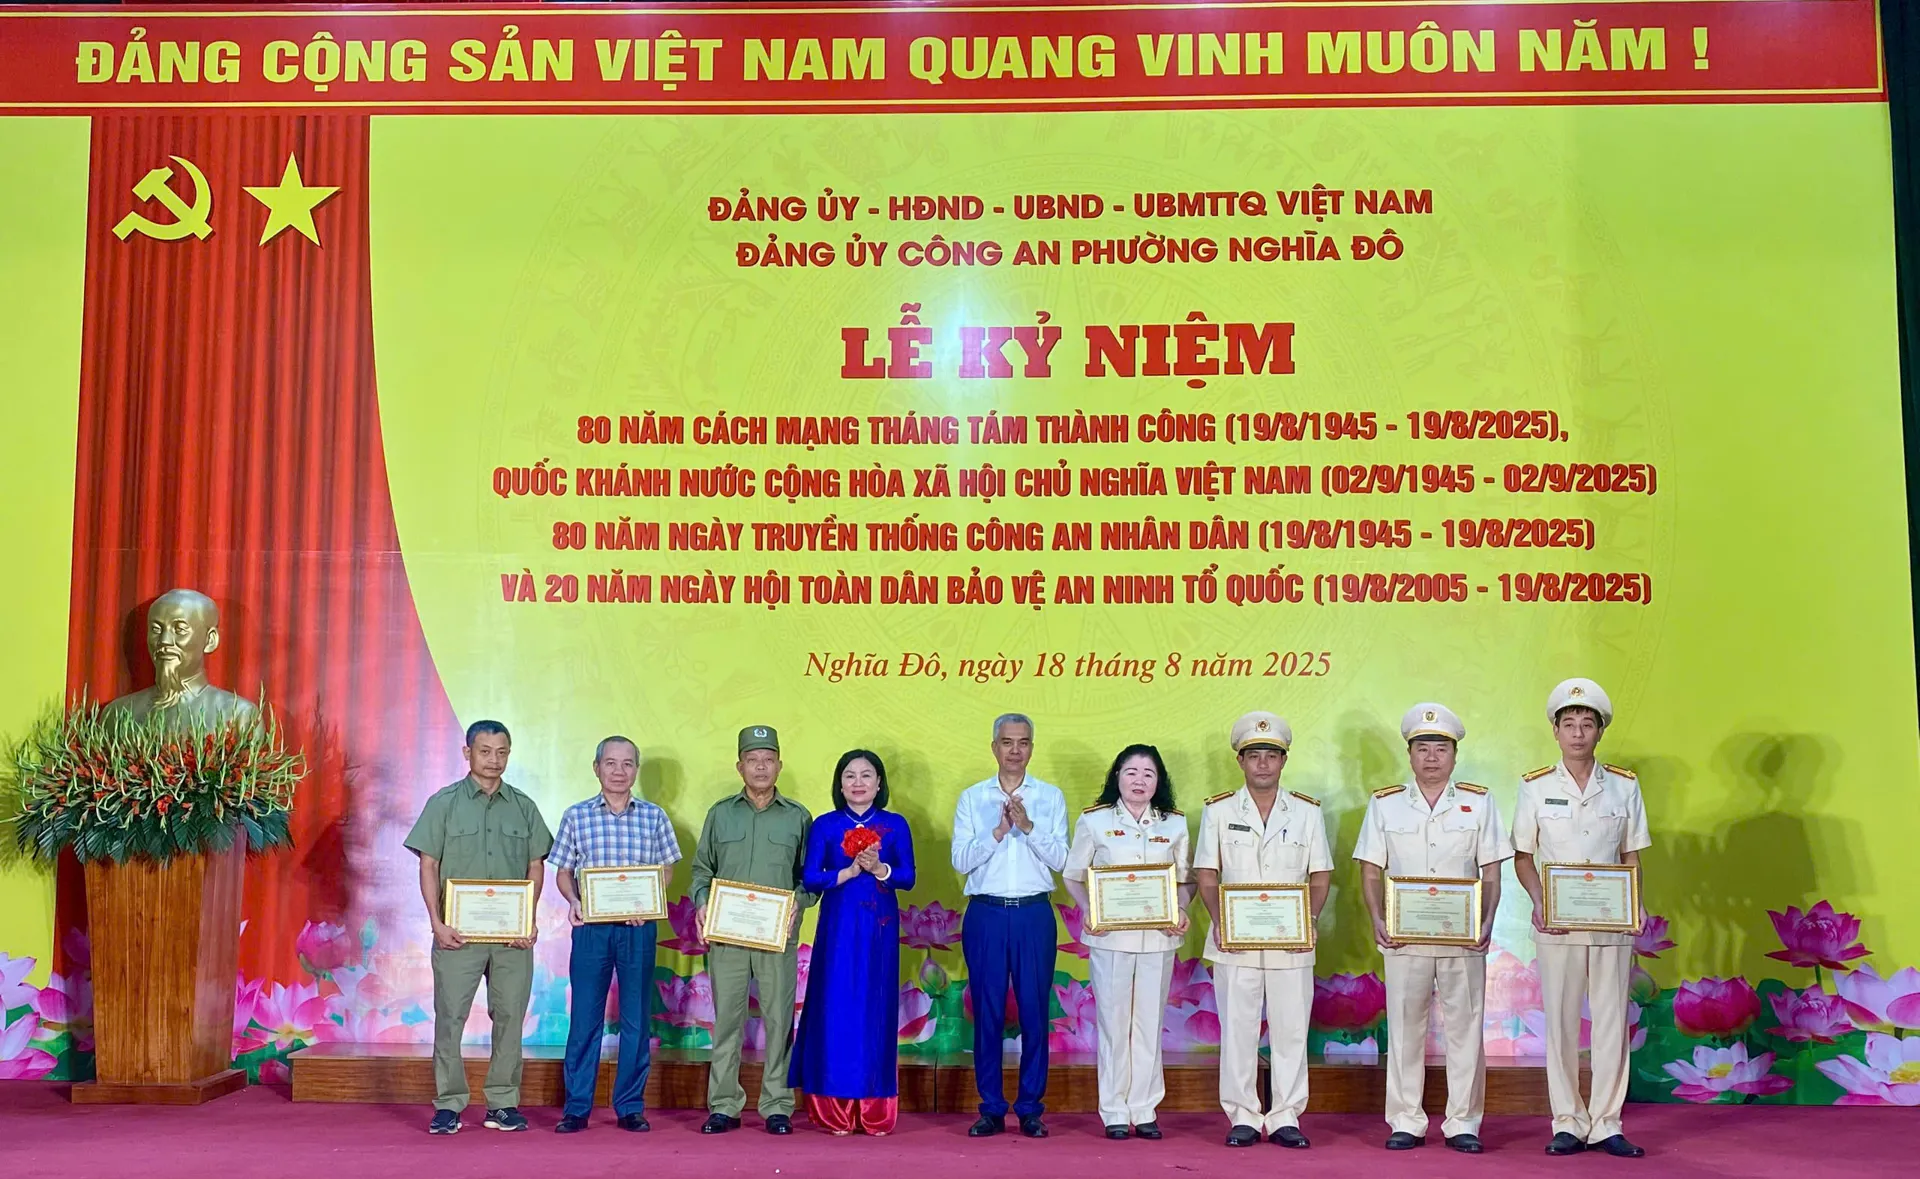 ĐẢNG CỘNG SẢN VIỆT NAM QUANG VINH MUÔN NĂM !
ĐẢNG ỦY - HĐND - UBND - UBMTTQ VIỆT NAM
ĐẢNG ỦY CÔNG AN PHƯỜNG NGHĨA ĐÔ
LỄ KỶ NIỆM
80 NĂM CÁCH MẠNG THÁNG TÁM THÀNH CÔNG (19/8/1945 - 19/8/2025),
QUỐC KHÁNH NƯỚC CỘNG HÒA XÃ HỘI CHỦ NGHĨA VIỆT NAM (02/9/1945 - 02/9/2025)
80 NĂM NGÀY TRUYỀN THỐNG CÔNG AN NHÂN DÂN (19/8/1945 - 19/8/2025)
VÀ 20 NĂM NGÀY HỘI TOÀN DÂN BẢO VỆ AN NINH TỔ QUỐC (19/8/2005 - 19/8/2025)
Nghĩa Đô, ngày 18 tháng 8 năm 2025